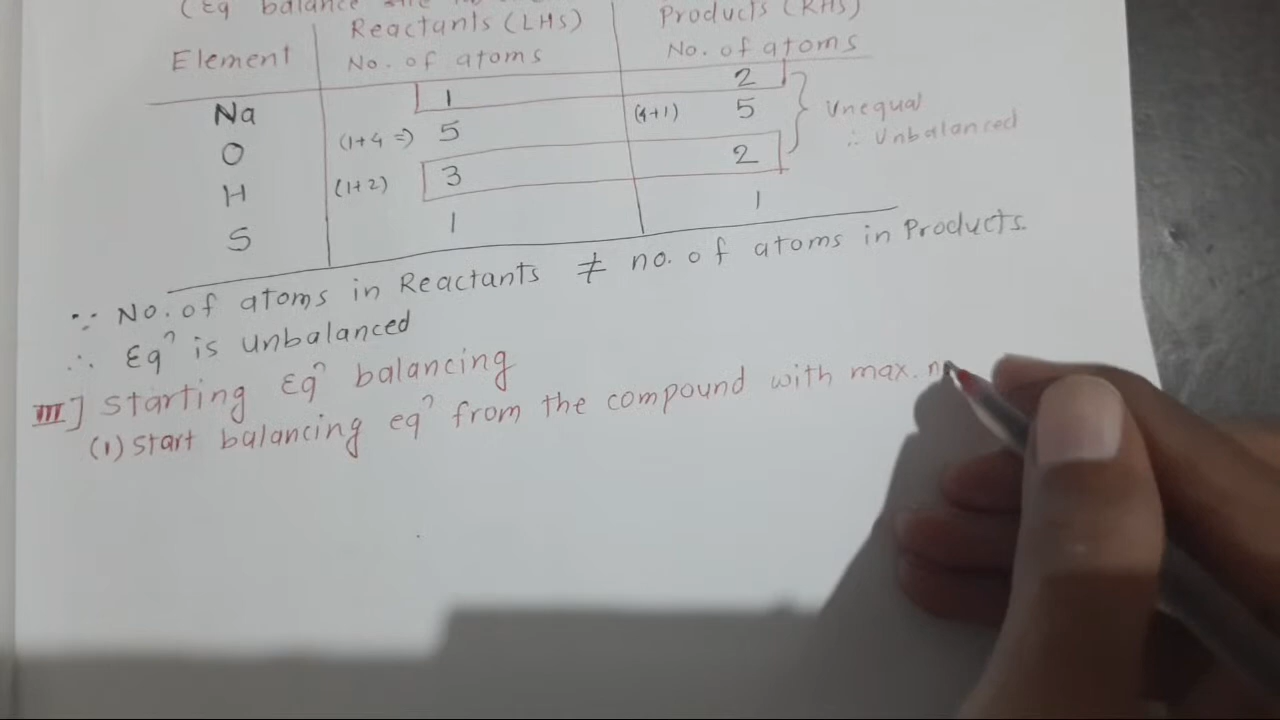 (Eq balance
Reactants (LHS) Products (RHS)
Element No. of atoms No. of atoms
Na 1 2
O (1+4 =) 5 (4+1) 5
H (1+2) 3 2
S 1 1
} Unequal
∴ Unbalanced
∵ No. of atoms in Reactants ≠ no. of atoms in Products.
∴ Eqⁿ is unbalanced
III] Starting Eqⁿ balancing
(1) Start balancing eqⁿ from the compound with max. n